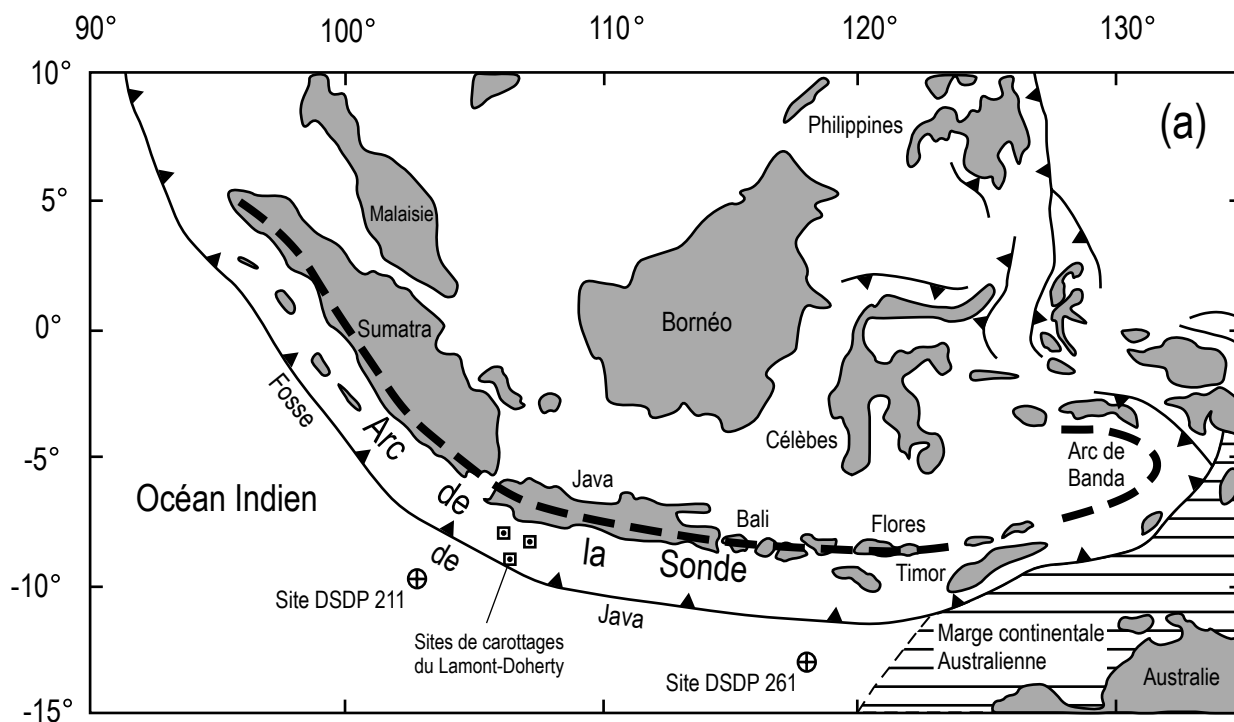 90° 100° 110° 120° 130°
10°
5°
0°
-5°
-10°
-15°
(a)
Philippines
Malaisie
Sumatra
Bornéo
Célèbes
Arc de
Banda
Fosse
de
Java
Arc
de
la
Sonde
Java
Bali
Flores
Timor
Océan Indien
Site DSDP 211
Sites de carottages
du Lamont-Doherty
Site DSDP 261
Marge continentale
Australienne
Australie